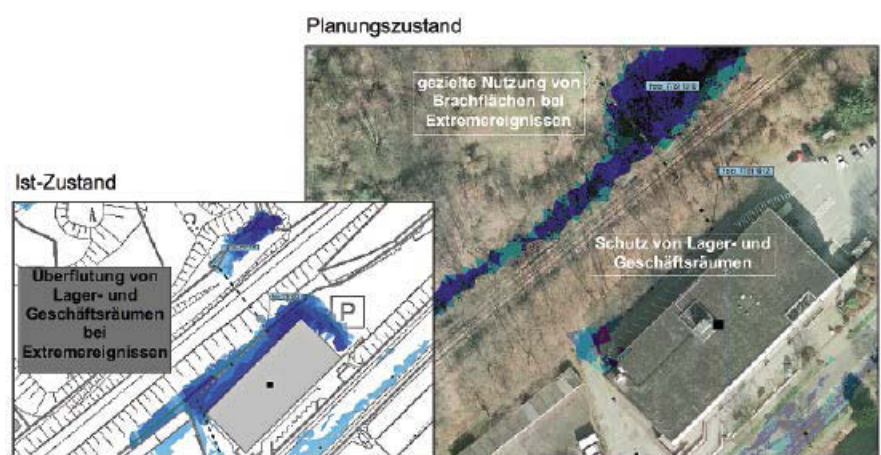 Planungszustand
gezielte Nutzung von
Brachflächen bei
Extremereignissen
Schutz von Lager- und
Geschäftsräumen
Ist-Zustand
Überflutung von
Lager- und
Geschäftsräumen
bei
Extremereignissen
P